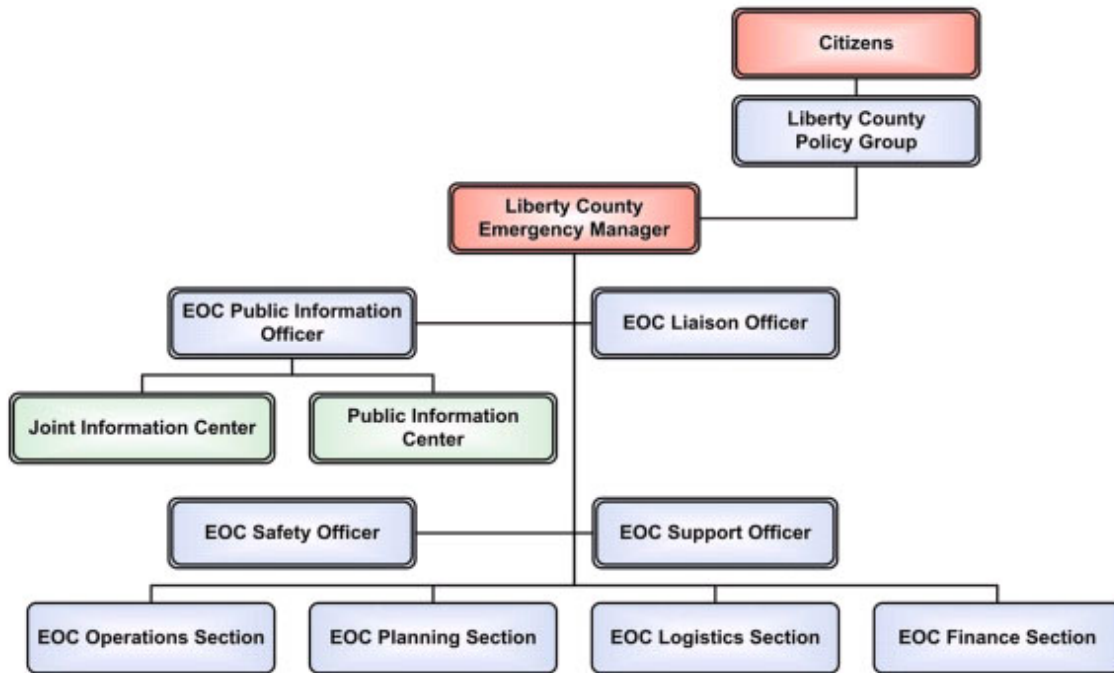 Citizens
Liberty County
Policy Group
Liberty County
Emergency Manager
EOC Public Information
Officer
EOC Liaison Officer
Joint Information Center
Public Information
Center
EOC Safety Officer
EOC Support Officer
EOC Operations Section
EOC Planning Section
EOC Logistics Section
EOC Finance Section